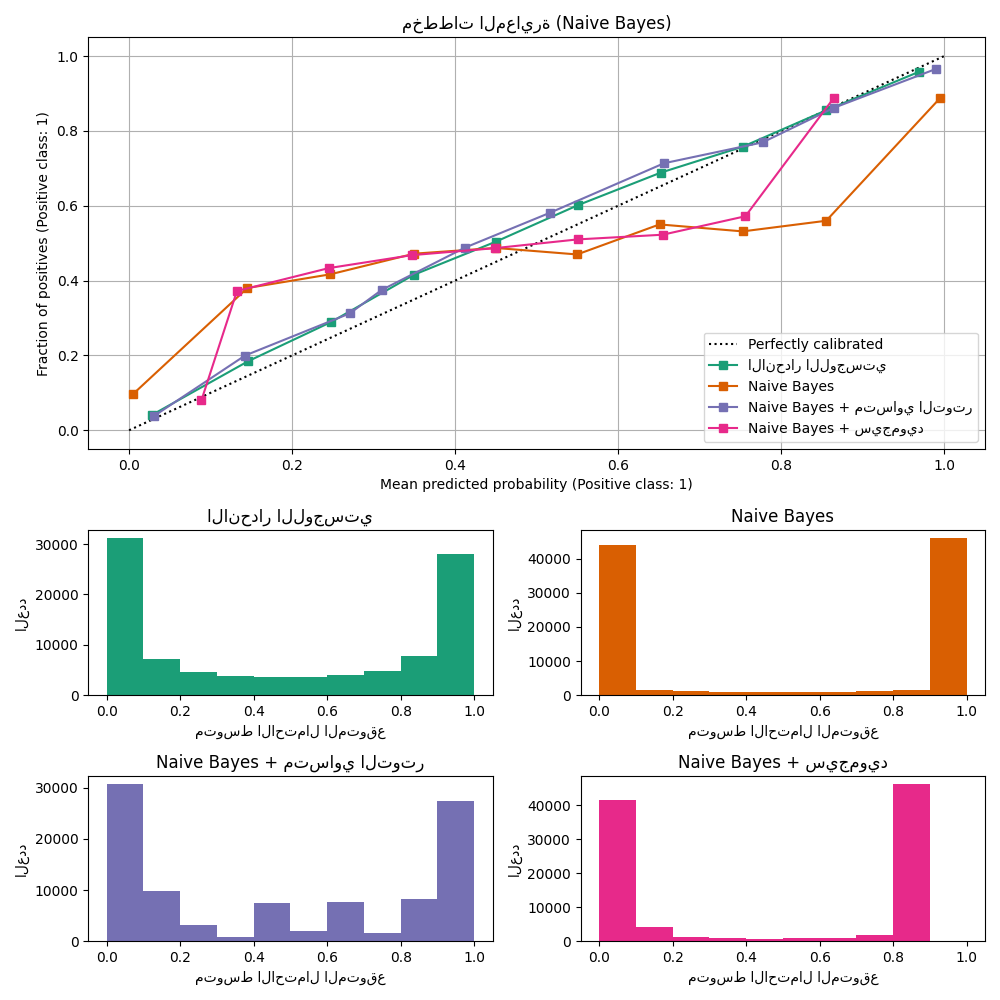 مخططات المعايرة (Naive Bayes)
1.0
0.8
0.6
0.4
0.2
0.0
Fraction of positives (Positive class: 1)
Perfectly calibrated
الانحدار اللوجستي
Naive Bayes
Naive Bayes + متساوي التوتر
Naive Bayes + سيجمويد
0.0 0.2 0.4 0.6 0.8 1.0
Mean predicted probability (Positive class: 1)
الانحدار اللوجستي
30000
20000
10000
0
العدد
0.0 0.2 0.4 0.6 0.8 1.0
متوسط الاحتمال المتوقع
Naive Bayes
40000
30000
20000
10000
0
العدد
0.0 0.2 0.4 0.6 0.8 1.0
متوسط الاحتمال المتوقع
Naive Bayes + متساوي التوتر
30000
20000
10000
0
العدد
0.0 0.2 0.4 0.6 0.8 1.0
متوسط الاحتمال المتوقع
Naive Bayes + سيجمويد
40000
30000
20000
10000
0
العدد
0.0 0.2 0.4 0.6 0.8 1.0
متوسط الاحتمال المتوقع